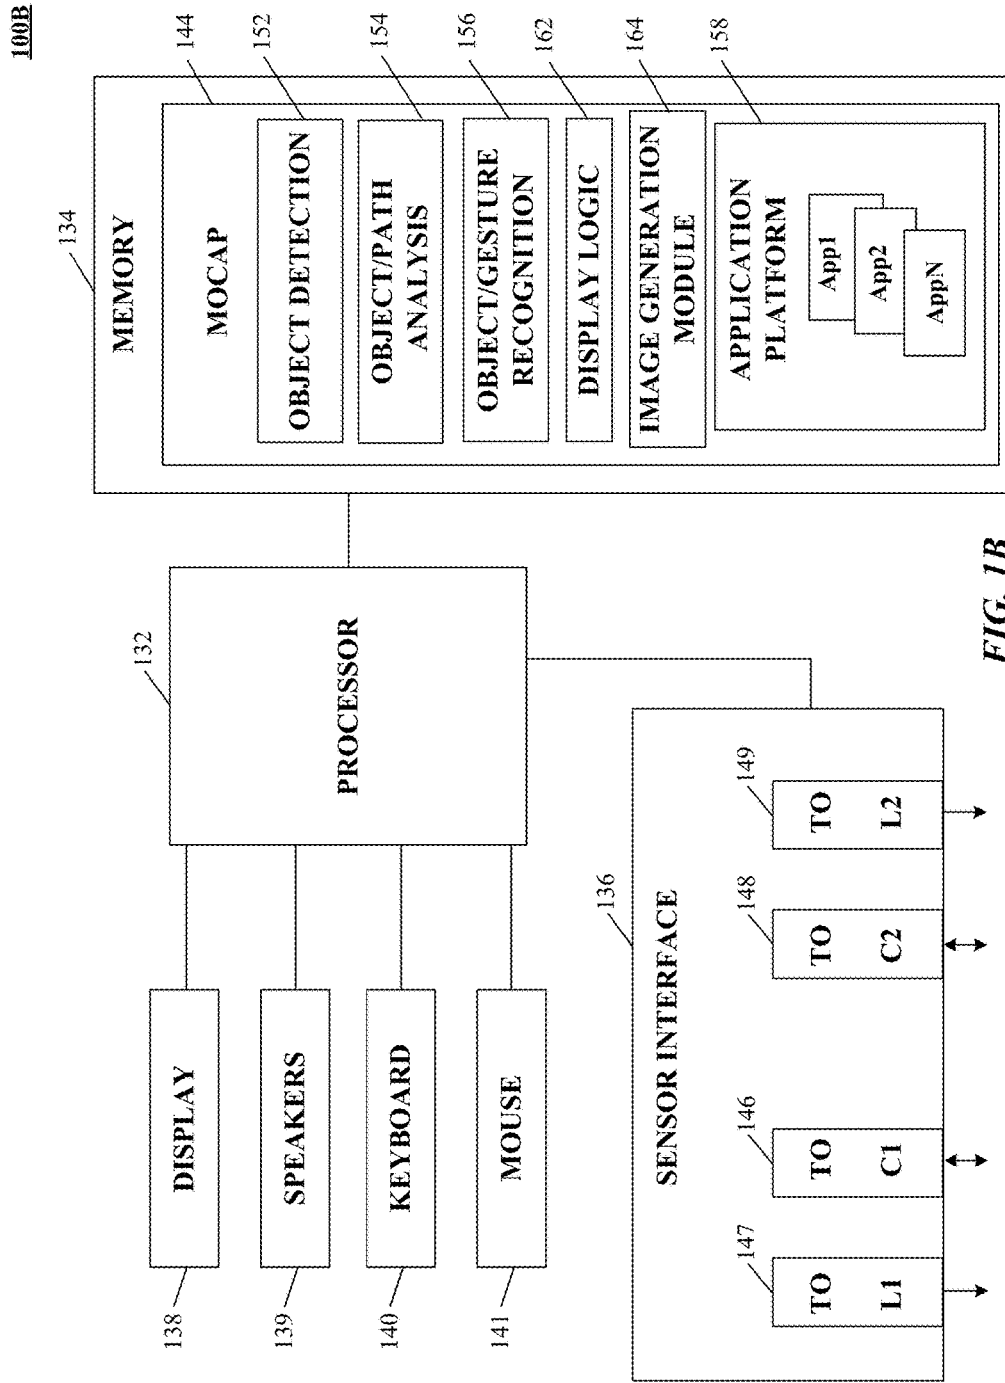 100B
138
DISPLAY
139
SPEAKERS
140
KEYBOARD
141
MOUSE
132
PROCESSOR
134
MEMORY
144
MOCAP
152
OBJECT DETECTION
154
OBJECT/PATH
ANALYSIS
156
OBJECT/GESTURE
RECOGNITION
162
DISPLAY LOGIC
164
IMAGE GENERATION
MODULE
158
APPLICATION
PLATFORM
App1
App2
AppN
136
SENSOR INTERFACE
147
TO
L1
146
TO
C1
148
TO
C2
149
TO
L2
FIG. 1B